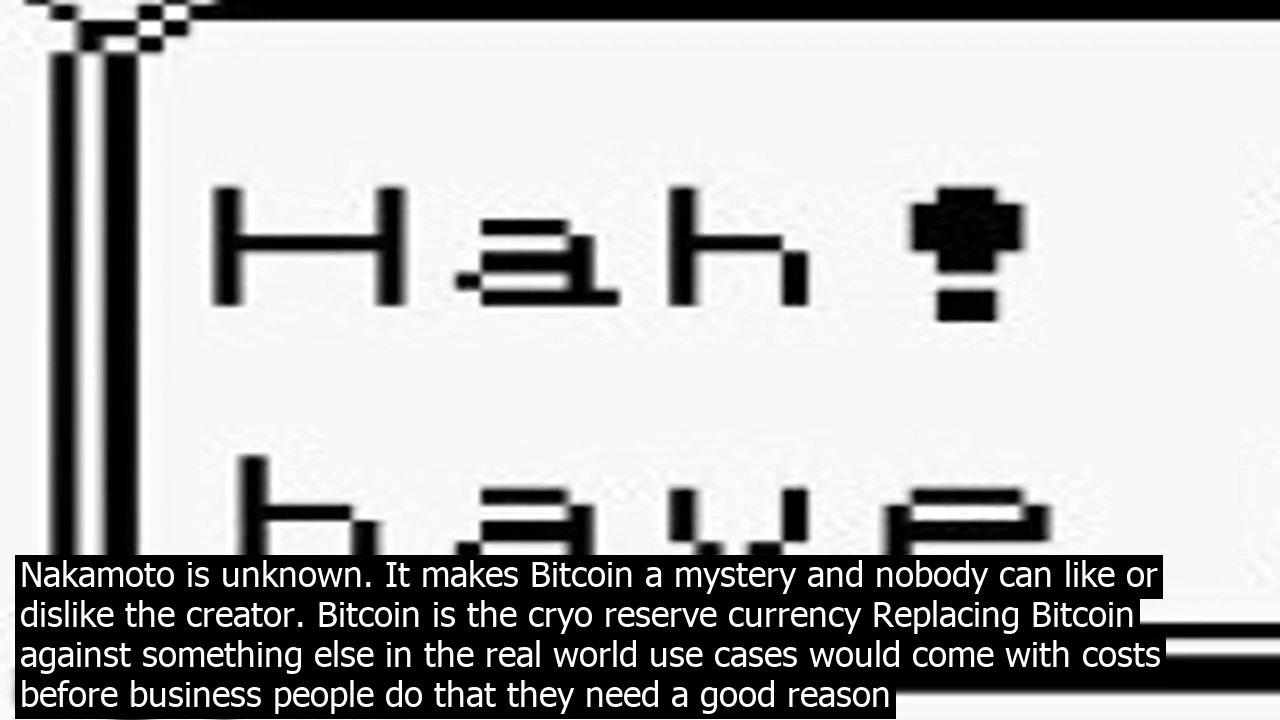 Hah!
have
Nakamoto is unknown. It makes Bitcoin a mystery and nobody can like or
dislike the creator. Bitcoin is the cryo reserve currency Replacing Bitcoin
against something else in the real world use cases would come with costs
before business people do that they need a good reason